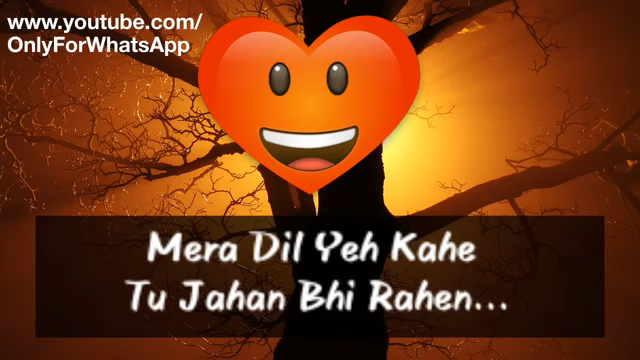 www.youtube.com/
OnlyForWhatsApp
Mera Dil Yeh Kahe
Tu Jahan Bhi Rahen...